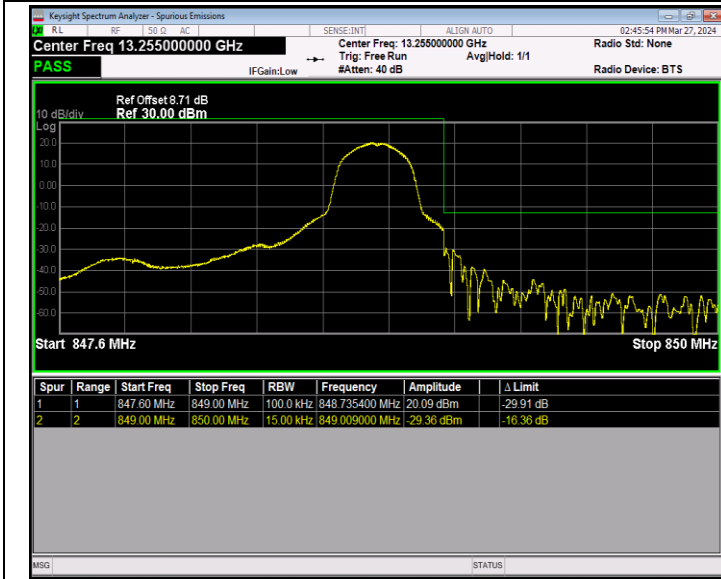 Keysight Spectrum Analyzer - Spurious Emissions
RL RF 50 Ω AC SENSE:INT ALIGN AUTO 02:45:54 PM Mar 27, 2024
Center Freq 13.255000000 GHz Center Freq: 13.255000000 GHz Radio Std: None
Trig: Free Run Avg|Hold: 1/1
PASS IFGain:Low #Atten: 40 dB Radio Device: BTS
Ref Offset 8.71 dB
10 dB/div Ref 30.00 dBm
Log
20.0
10.0
0.00
-10.0
-20.0
-30.0
-40.0
-50.0
-60.0
Start 847.6 MHz Stop 850 MHz
Spur Range Start Freq Stop Freq RBW Frequency Amplitude Δ Limit
1 1 847.60 MHz 849.00 MHz 100.0 kHz 848.735400 MHz 20.09 dBm -29.91 dB
2 2 849.00 MHz 850.00 MHz 15.00 kHz 849.009000 MHz -29.36 dBm -16.36 dB
MSG STATUS